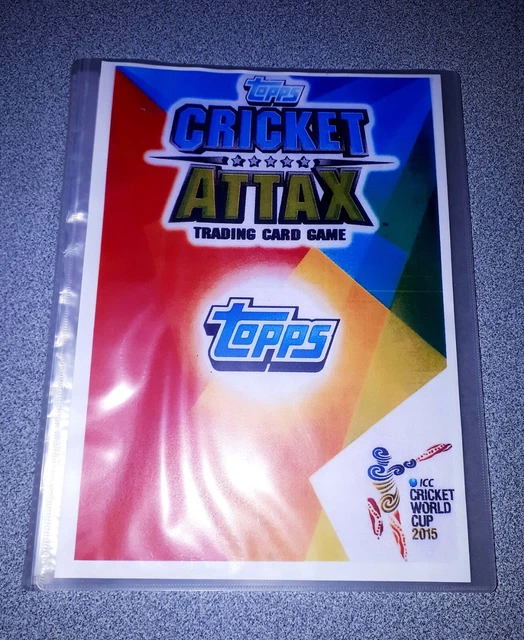 topps
CRICKET
ATTAX
TRADING CARD GAME
topps
ICC
CRICKET
WORLD
CUP
2015